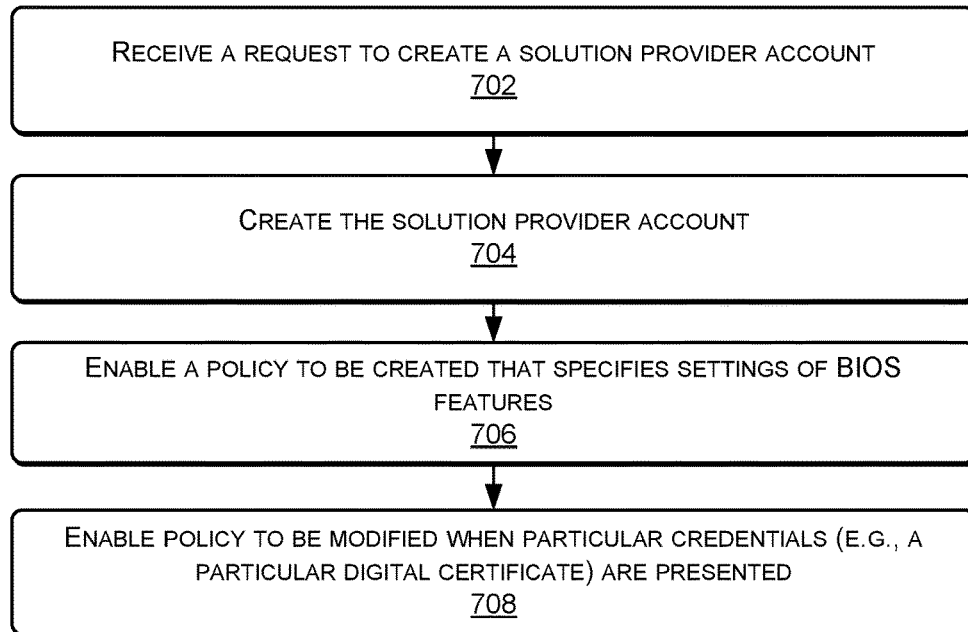 RECEIVE A REQUEST TO CREATE A SOLUTION PROVIDER ACCOUNT
702
CREATE THE SOLUTION PROVIDER ACCOUNT
704
ENABLE A POLICY TO BE CREATED THAT SPECIFIES SETTINGS OF BIOS
FEATURES
706
ENABLE POLICY TO BE MODIFIED WHEN PARTICULAR CREDENTIALS (E.G., A
PARTICULAR DIGITAL CERTIFICATE) ARE PRESENTED
708